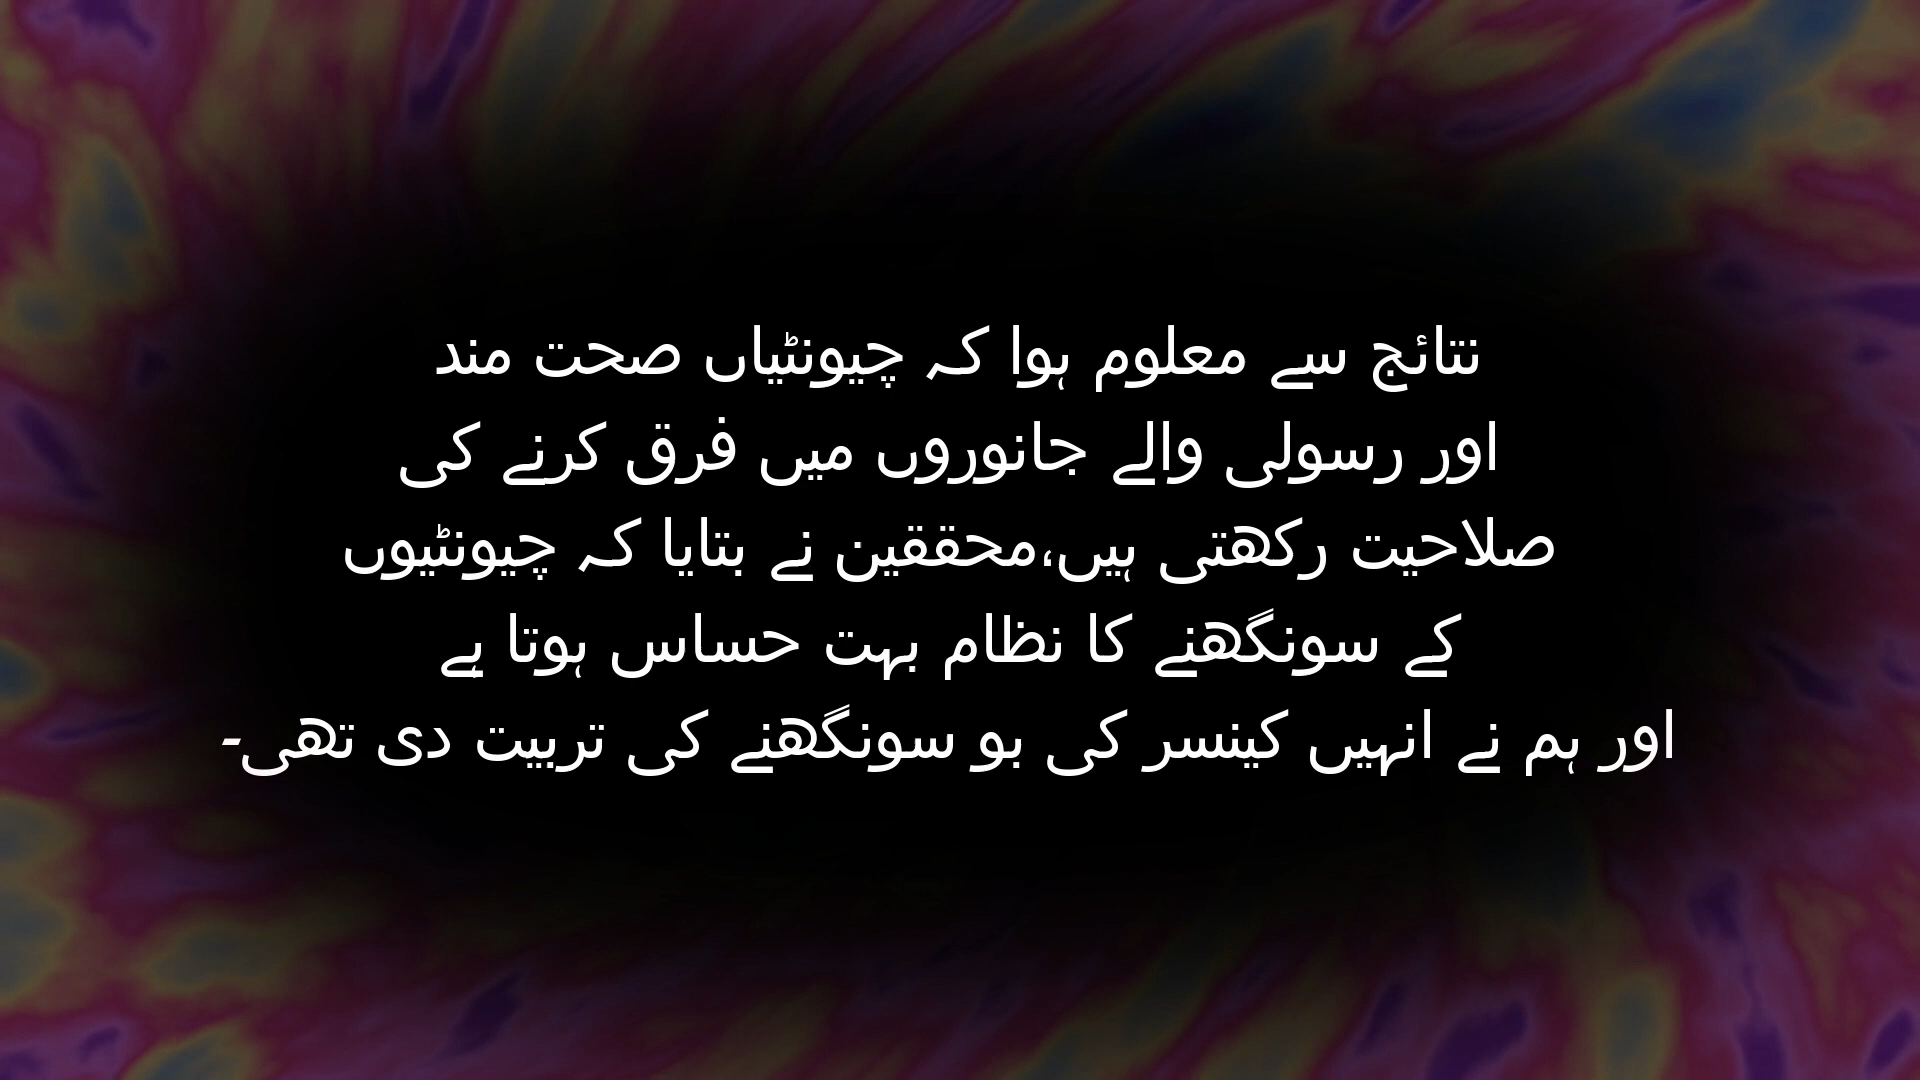 نتائج سے معلوم ہوا کہ چیونٹیاں صحت مند
اور رسولی والے جانوروں میں فرق کرنے کی
صلاحیت رکھتی ہیں،محققین نے بتایا کہ چیونٹیوں
کے سونگھنے کا نظام بہت حساس ہوتا ہے
اور ہم نے انہیں کینسر کی بو سونگھنے کی تربیت دی تھی۔